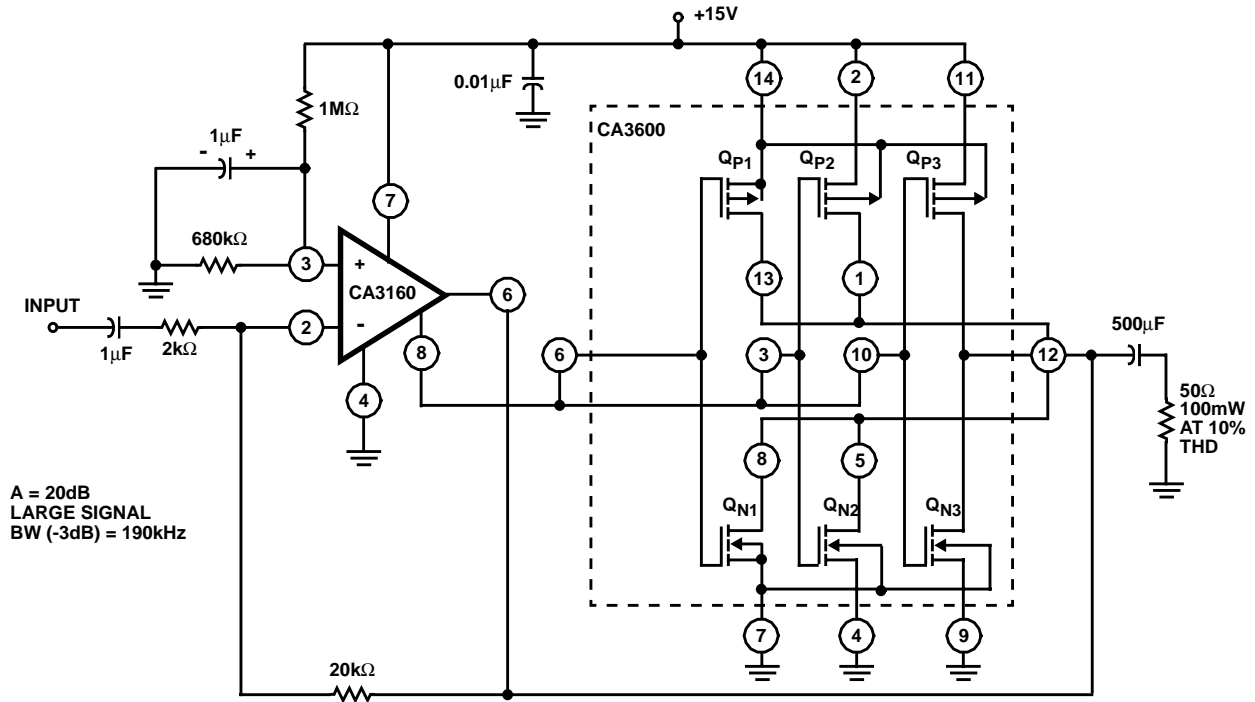 +15V
14
2
11
0.01µF
1MΩ
CA3600
1µF
-
+
QP1
QP2
QP3
7
680kΩ
3
+
CA3160
6
13
1
INPUT
2
-
1µF
2kΩ
8
6
3
10
12
500µF
4
50Ω
100mW
AT 10%
THD
8
5
A = 20dB
LARGE SIGNAL
BW (-3dB) = 190kHz
QN1
QN2
QN3
7
4
9
20kΩ